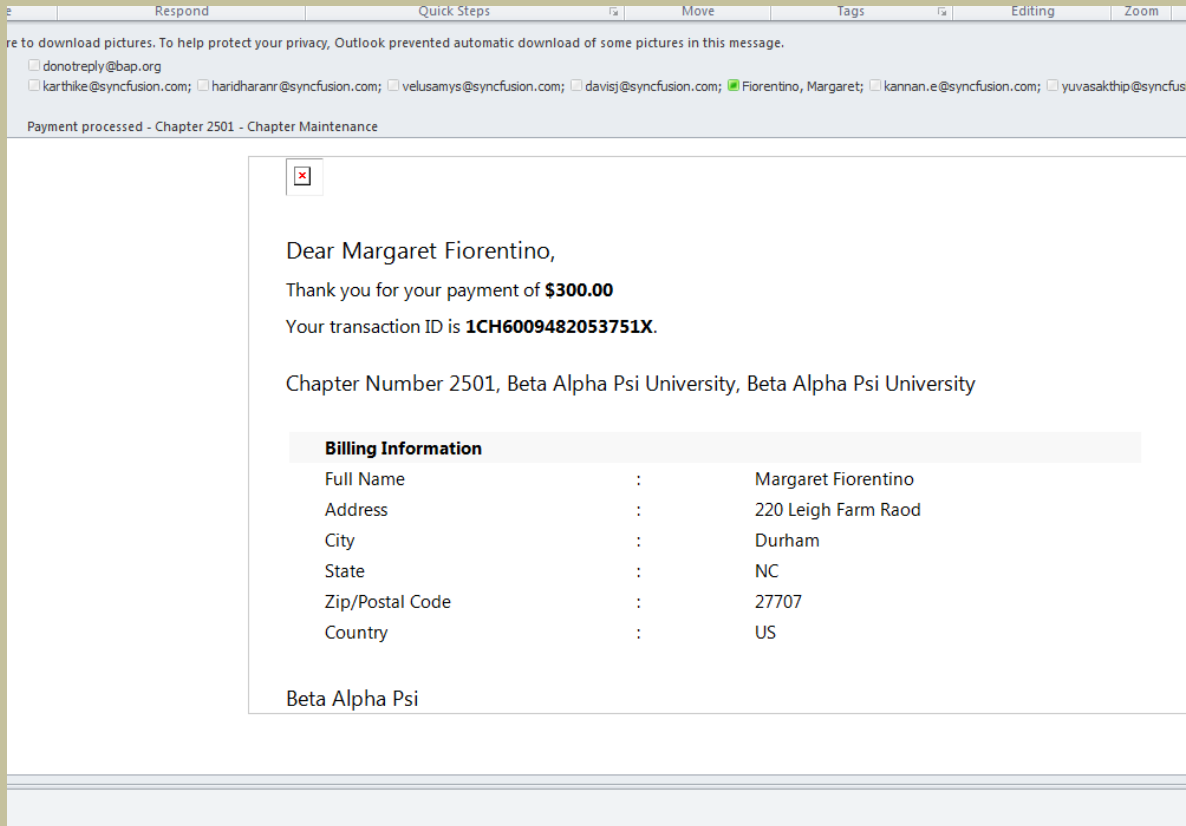 Respond Quick Steps Move Tags Editing Zoom
re to download pictures. To help protect your privacy, Outlook prevented automatic download of some pictures in this message.
donotreply@bap.org
karthike@syncfusion.com; haridharanr@syncfusion.com; velusamys@syncfusion.com; davisj@syncfusion.com; Fiorentino, Margaret; kannan.e@syncfusion.com; yuvasakthip@syncfusi
Payment processed - Chapter 2501 - Chapter Maintenance
Dear Margaret Fiorentino,
Thank you for your payment of $300.00
Your transaction ID is 1CH6009482053751X.
Chapter Number 2501, Beta Alpha Psi University, Beta Alpha Psi University
Billing Information
Full Name : Margaret Fiorentino
Address : 220 Leigh Farm Raod
City : Durham
State : NC
Zip/Postal Code : 27707
Country : US
Beta Alpha Psi